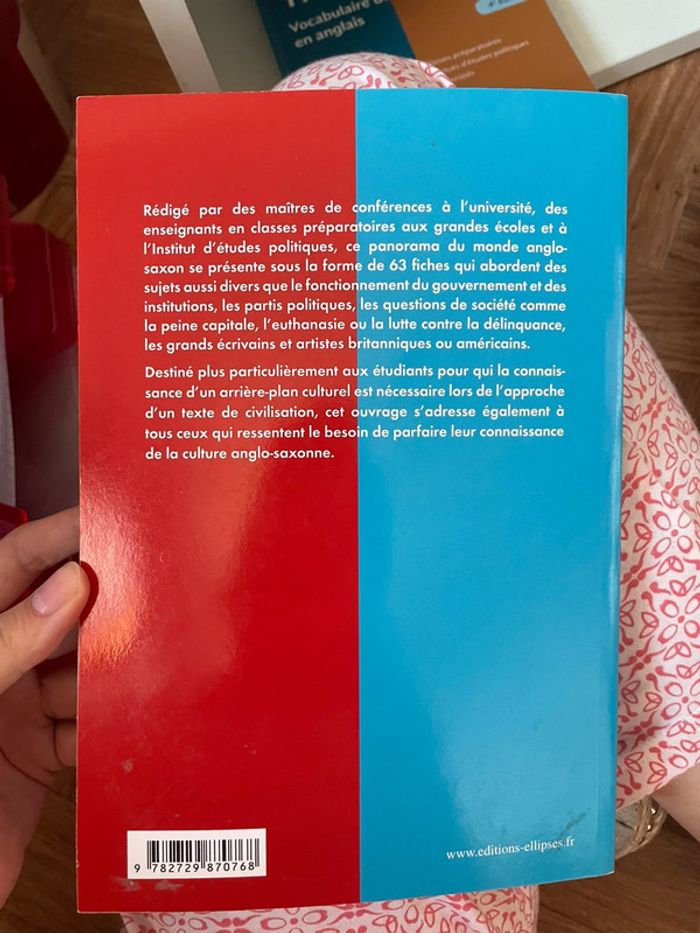 Vocabulaire
en anglais
Rédigé par des maîtres de conférences à l'université, des
enseignants en classes préparatoires aux grandes écoles et à
l'Institut d'études politiques, ce panorama du monde anglo-
saxon se présente sous la forme de 63 fiches qui abordent des
sujets aussi divers que le fonctionnement du gouvernement et des
institutions, les partis politiques, les questions de société comme
la peine capitale, l'euthanasie ou la lutte contre la délinquance,
les grands écrivains et artistes britanniques ou américains.
Destiné plus particulièrement aux étudiants pour qui la connais-
sance d'un arrière-plan culturel est nécessaire lors de l'approche
d'un texte de civilisation, cet ouvrage s'adresse également à
tous ceux qui ressentent le besoin de parfaire leur connaissance
de la culture anglo-saxonne.
9 782729 870768
www.editions-ellipses.fr